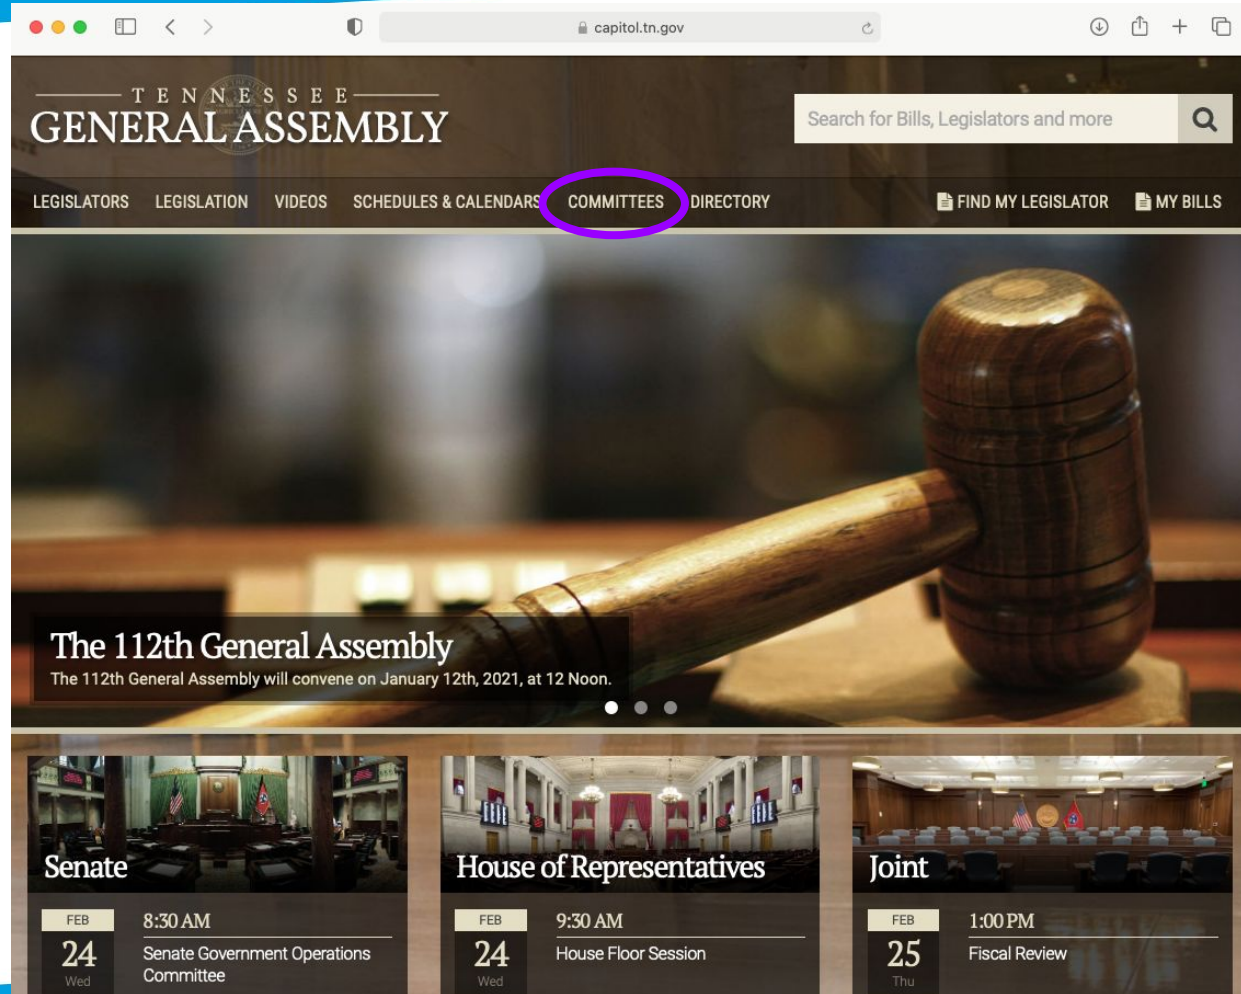 capitol.tn.gov
TENNESSEE
GENERAL ASSEMBLY
Search for Bills, Legislators and more
LEGISLATORS LEGISLATION VIDEOS SCHEDULES & CALENDARS COMMITTEES DIRECTORY FIND MY LEGISLATOR MY BILLS
The 112th General Assembly
The 112th General Assembly will convene on January 12th, 2021, at 12 Noon.
Senate
FEB
24
Wed
8:30 AM
Senate Government Operations
Committee
House of Representatives
FEB
24
Wed
9:30 AM
House Floor Session
Joint
FEB
25
Thu
1:00 PM
Fiscal Review